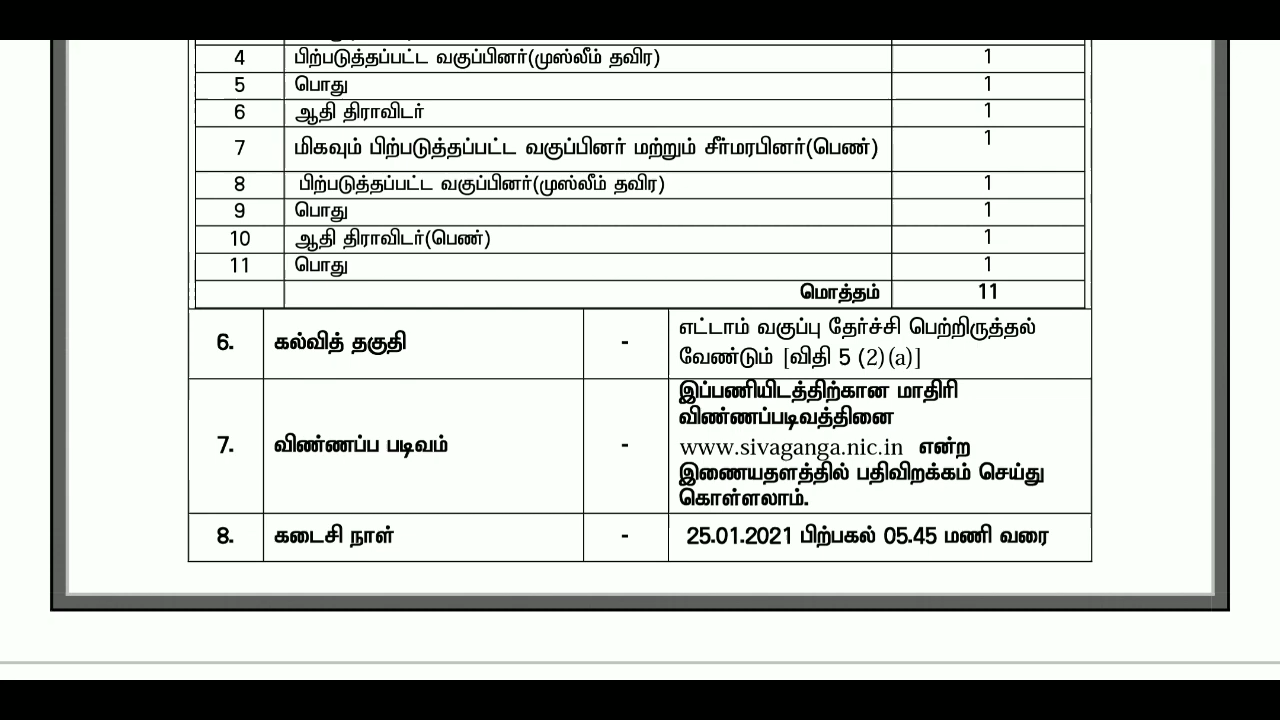 4 பிற்படுத்தப்பட்ட வகுப்பினர்(முஸ்லீம் தவிர) 1
5 பொது 1
6 ஆதி திராவிடர் 1
7 மிகவும் பிற்படுத்தப்பட்ட வகுப்பினர் மற்றும் சீர்மரபினர்(பெண்) 1
8 பிற்படுத்தப்பட்ட வகுப்பினர்(முஸ்லீம் தவிர) 1
9 பொது 1
10 ஆதி திராவிடர்(பெண்) 1
11 பொது 1
மொத்தம் 11
6. கல்வித் தகுதி - எட்டாம் வகுப்பு தேர்ச்சி பெற்றிருத்தல்
வேண்டும் [விதி 5 (2)(a)]
7. விண்ணப்ப படிவம் - இப்பணியிடத்திற்கான மாதிரி
விண்ணப்படிவத்தினை
www.sivaganga.nic.in என்ற
இணையதளத்தில் பதிவிறக்கம் செய்து
கொள்ளலாம்.
8. கடைசி நாள் - 25.01.2021 பிற்பகல் 05.45 மணி வரை